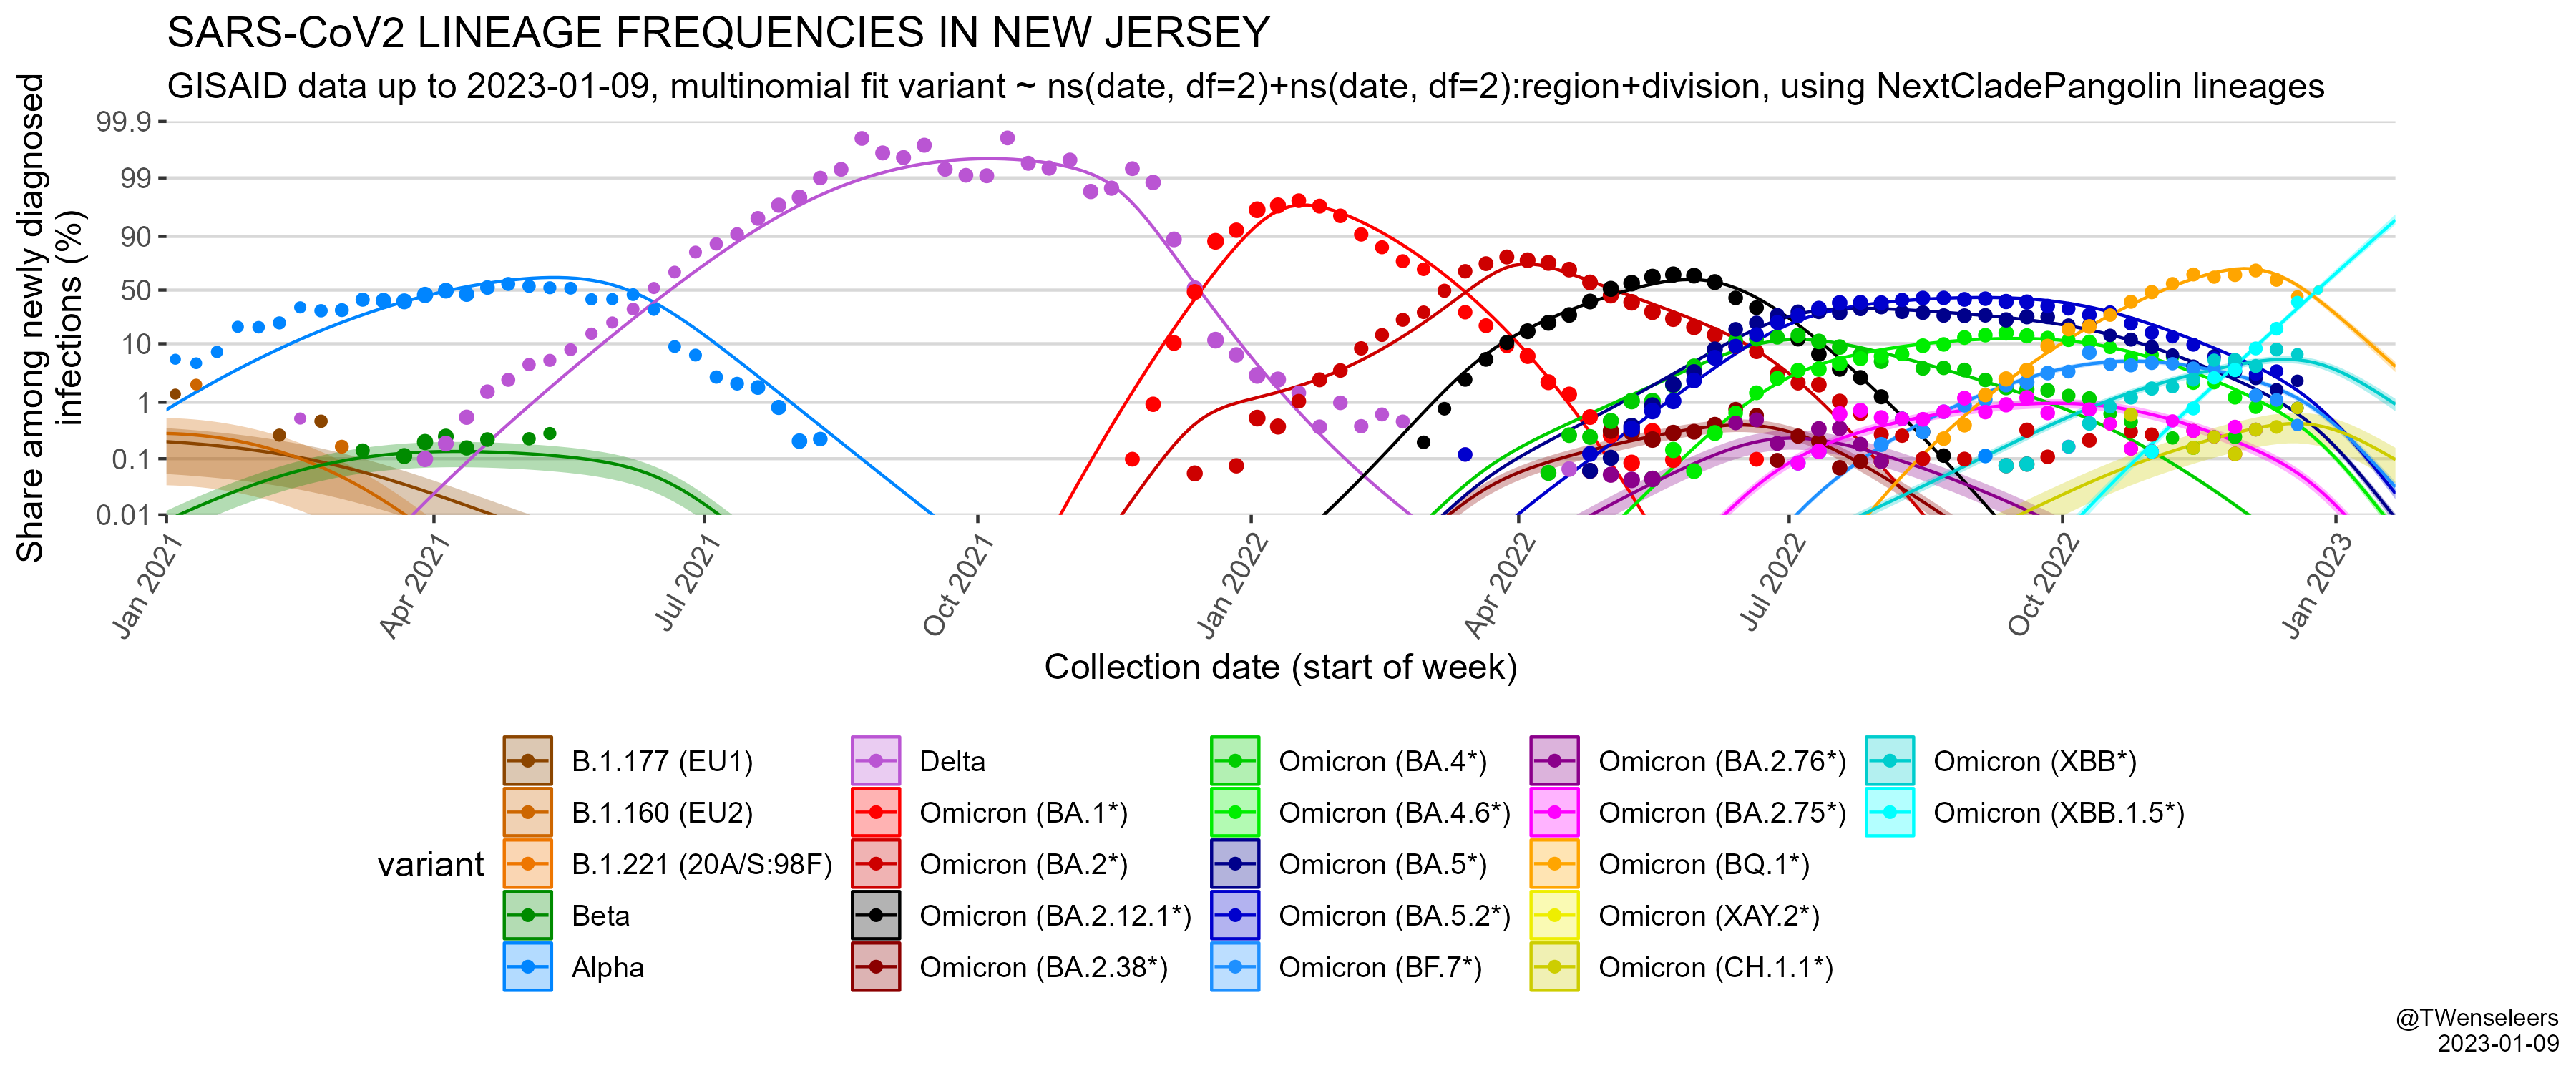 SARS-CoV2 LINEAGE FREQUENCIES IN NEW JERSEY
GISAID data up to 2023-01-09, multinomial fit variant ~ ns(date, df=2)+ns(date, df=2):region+division, using NextCladePangolin lineages
Share among newly diagnosed
infections (%)
99.9
99
90
50
10
1
0.1
0.01
Jan 2021
Apr 2021
Jul 2021
Oct 2021
Jan 2022
Apr 2022
Jul 2022
Oct 2022
Jan 2023
Collection date (start of week)
variant
B.1.177 (EU1)
B.1.160 (EU2)
B.1.221 (20A/S:98F)
Beta
Alpha
Delta
Omicron (BA.1*)
Omicron (BA.2*)
Omicron (BA.2.12.1*)
Omicron (BA.2.38*)
Omicron (BA.4*)
Omicron (BA.4.6*)
Omicron (BA.5*)
Omicron (BA.5.2*)
Omicron (BF.7*)
Omicron (BA.2.76*)
Omicron (BA.2.75*)
Omicron (BQ.1*)
Omicron (XAY.2*)
Omicron (CH.1.1*)
Omicron (XBB*)
Omicron (XBB.1.5*)
@TWenseleers
2023-01-09